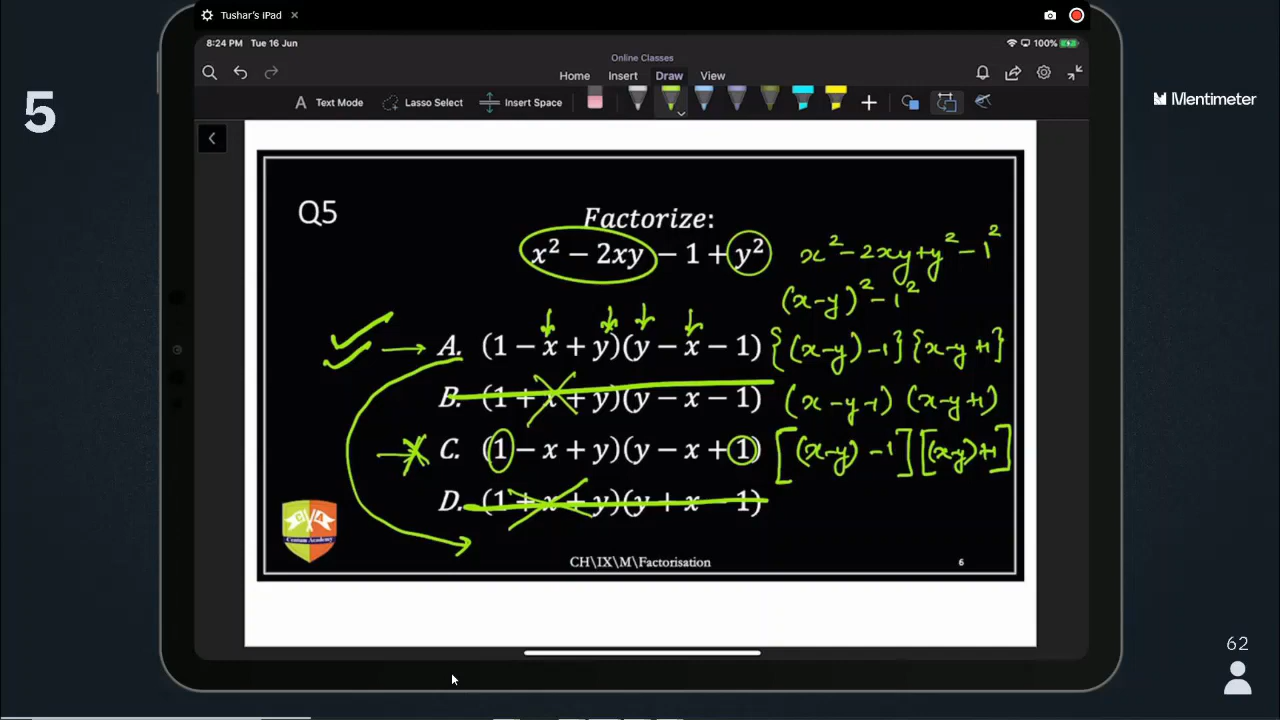 Tushar's iPad ×
8:24 PM Tue 16 Jun
100%
Online Classes
Home Insert Draw View
A Text Mode Lasso Select Insert Space
5
Mentimeter
Q5
Factorize:
x² − 2xy − 1 + y²
x² − 2xy + y² − 1²
(x−y)² − 1²
A. (1 − x + y)(y − x − 1)
{(x−y)−1}{x−y+1}
B. (1 + x + y)(y − x − 1)
(x−y−1) (x−y+1)
C. (1 − x + y)(y − x + 1)
[(x−y) −1][(x−y)+1]
D. (1 + x + y)(y + x − 1)
Centum Academy
CH\IX\M\Factorisation
6
62